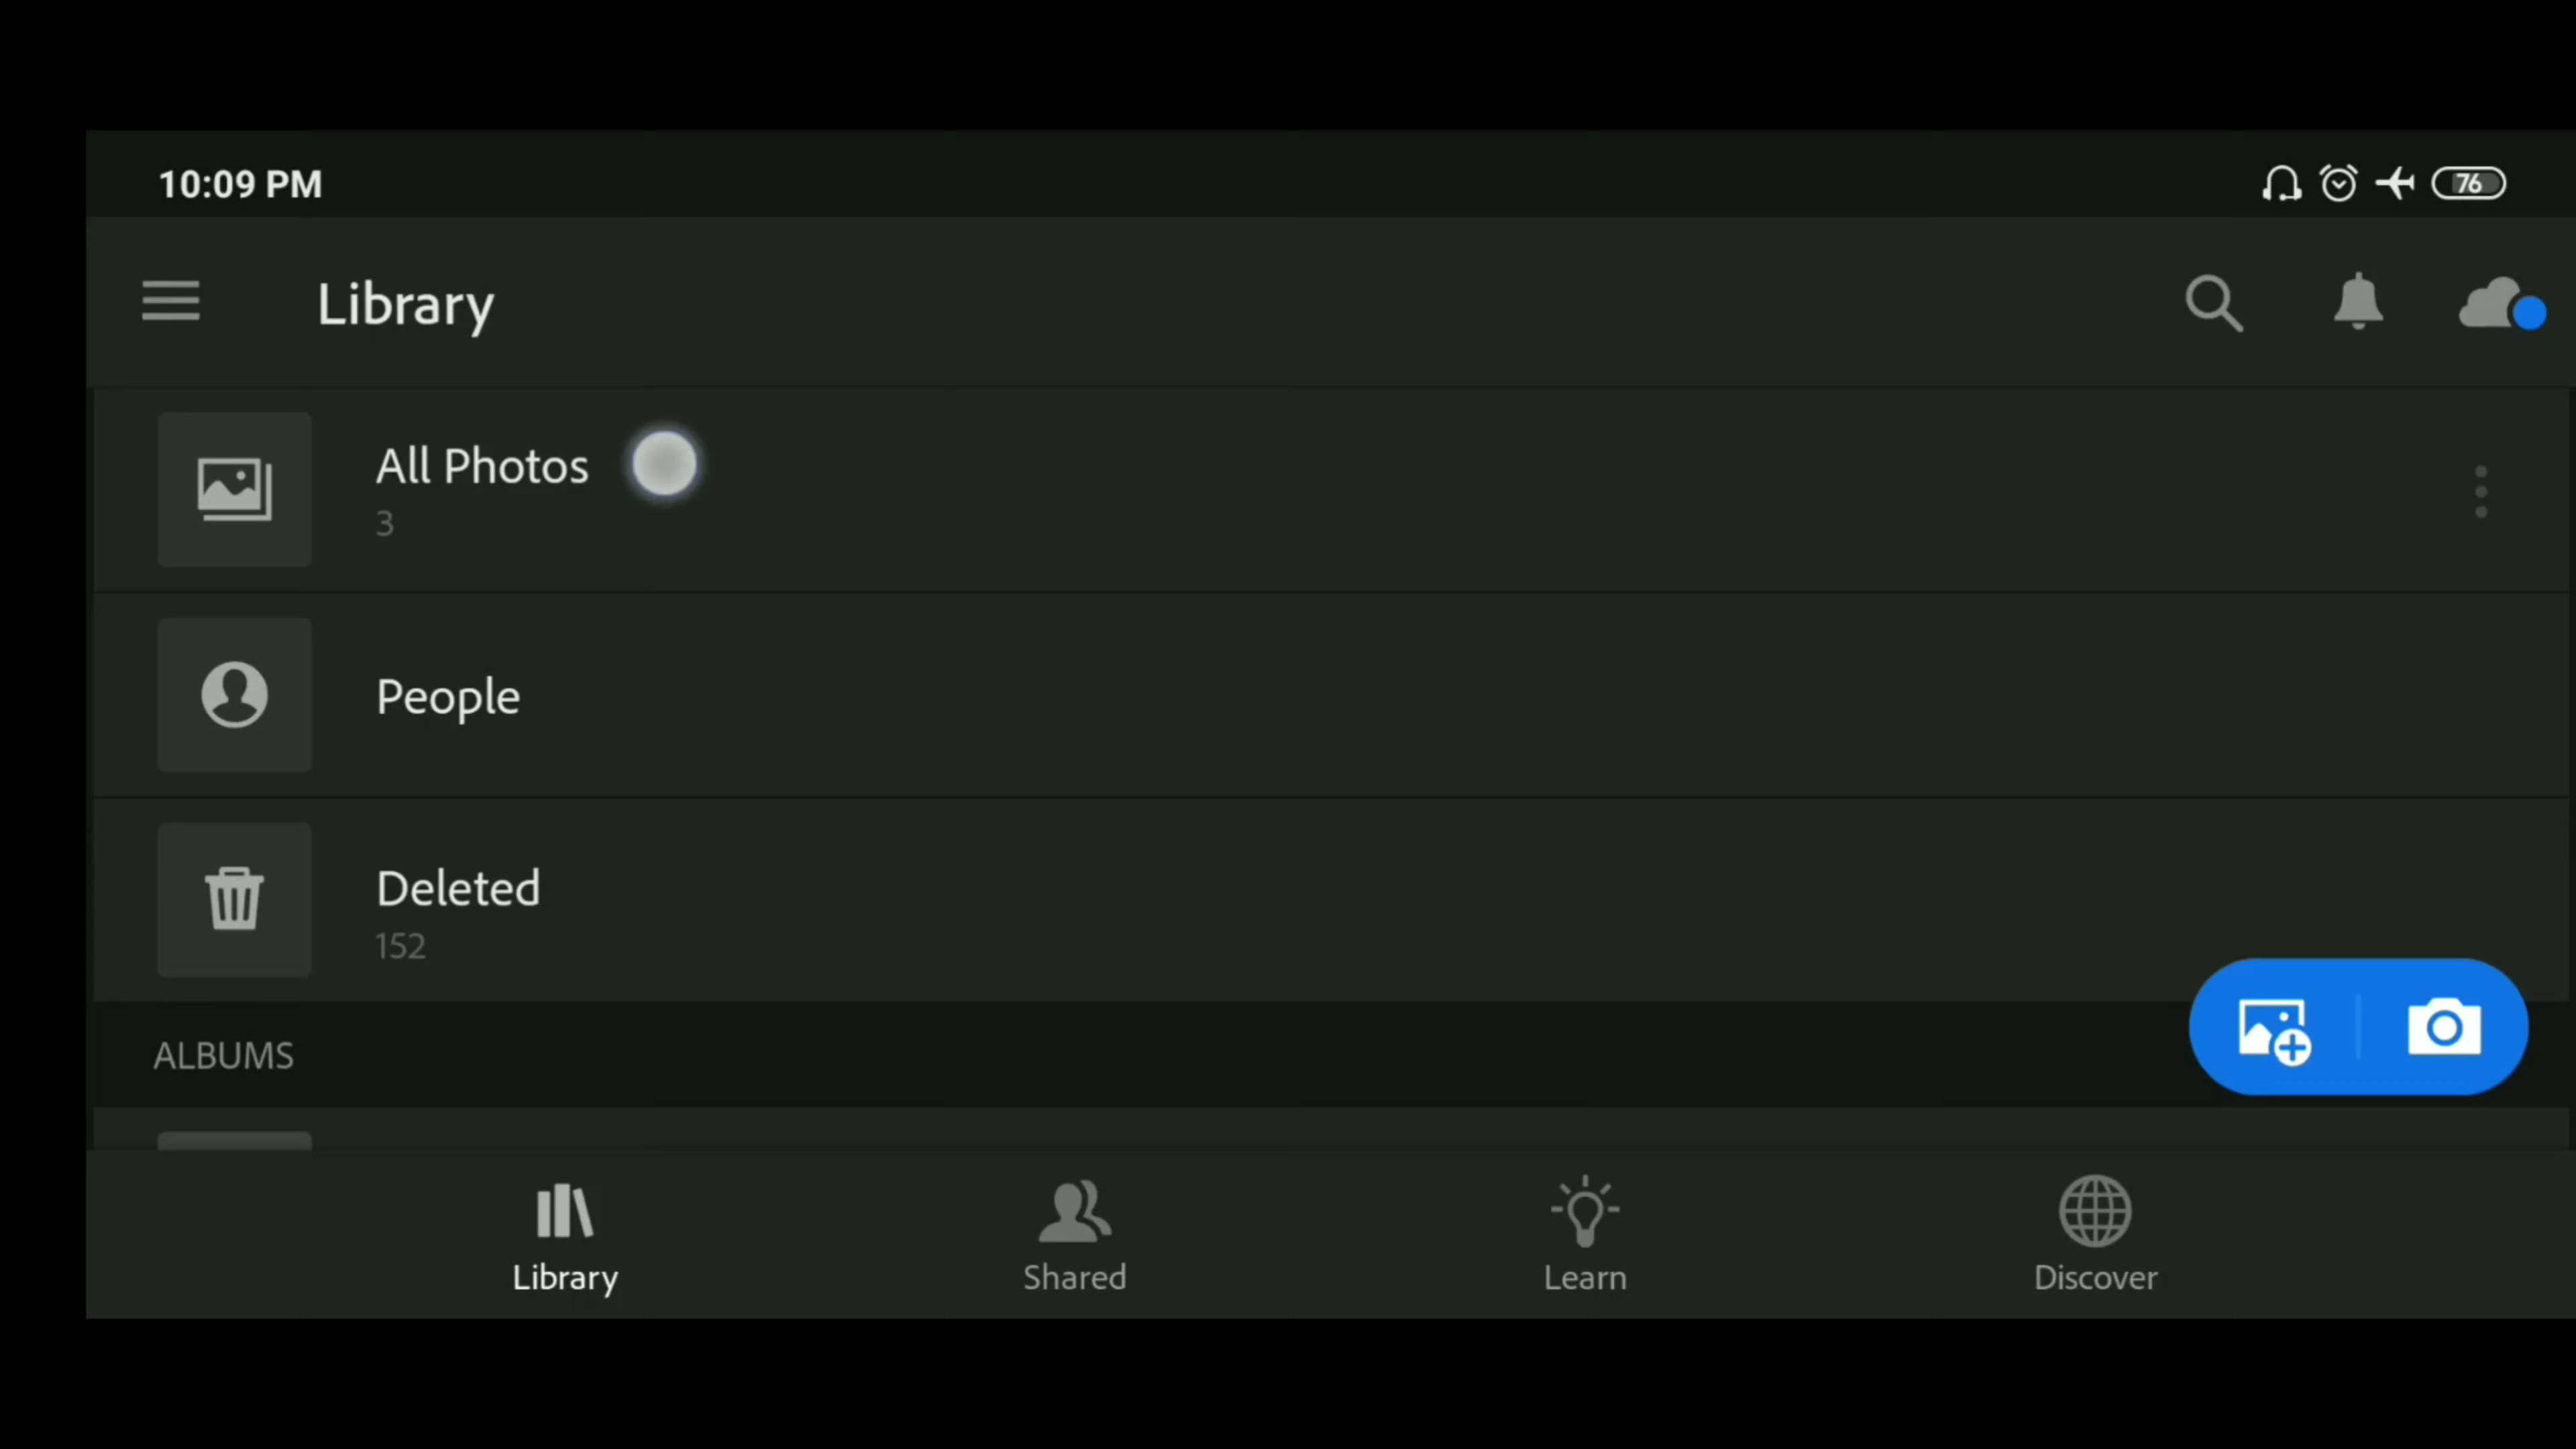 10:09 PM
76
Library
All Photos
3
People
Deleted
152
ALBUMS
Library
Shared
Learn
Discover